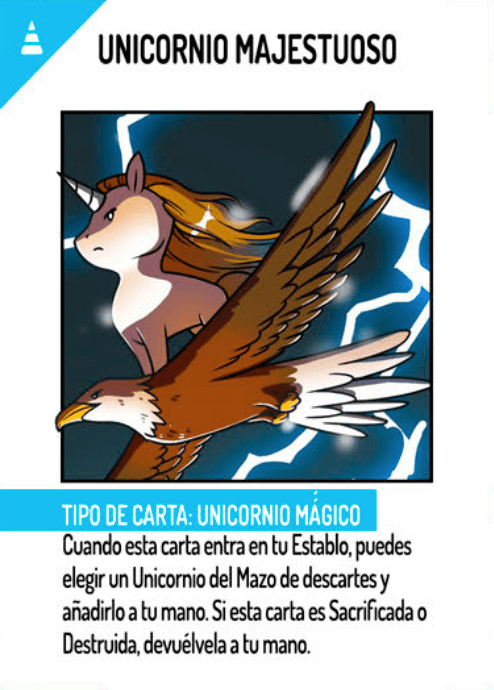 UNICORNIO MAJESTUOSO
TIPO DE CARTA: UNICORNIO MÁGICO
Cuando esta carta entra en tu Establo, puedes
elegir un Unicornio del Mazo de descartes y
añadirlo a tu mano. Si esta carta es Sacrificada o
Destruida, devuélvela a tu mano.